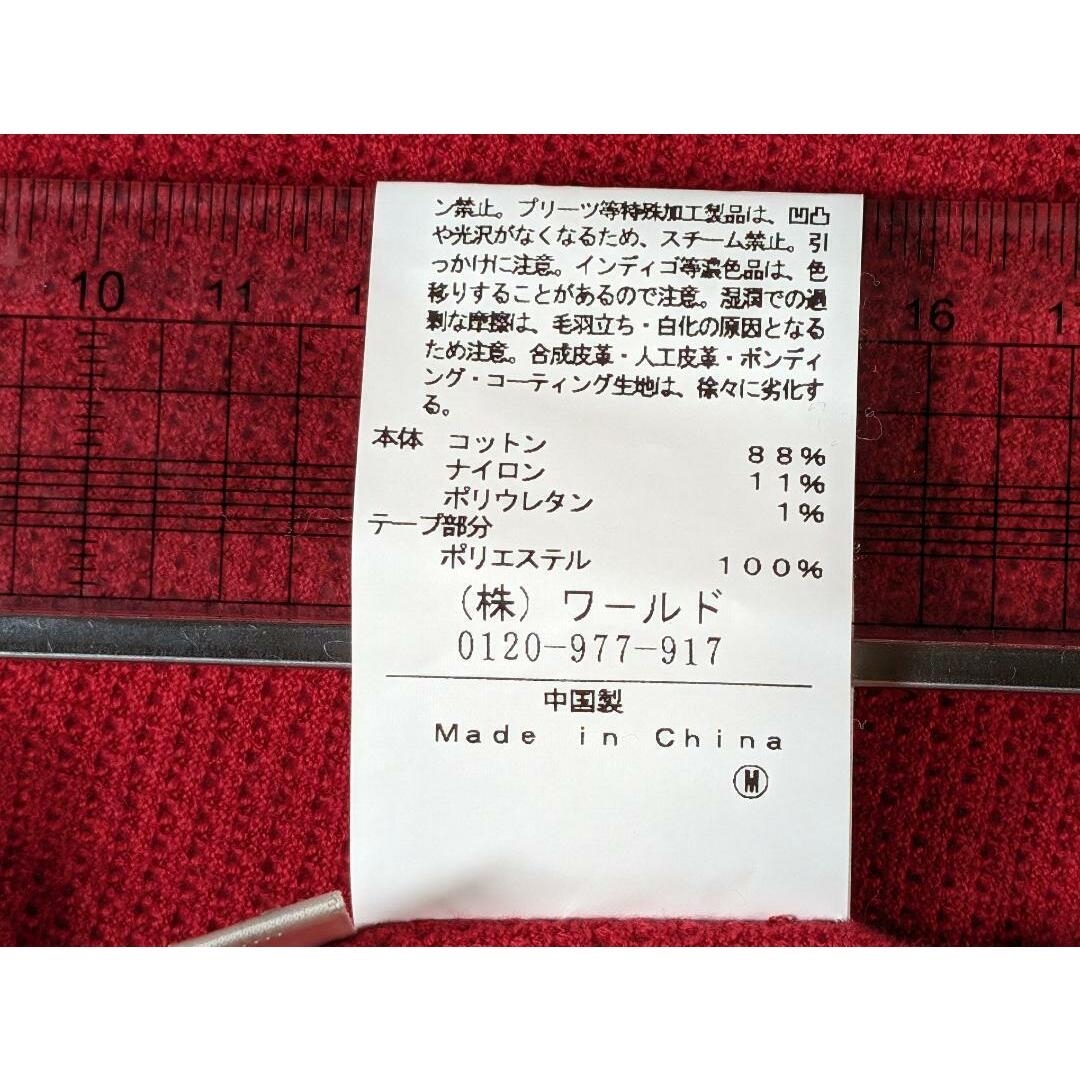 ン禁止。プリーツ等特殊加工製品は、凹凸
や光沢がなくなるため、スチーム禁止。引
っかけに注意。インディゴ等濃色品は、色
移りすることがあるので注意。湿潤での過
剰な摩擦は、毛羽立ち・白化の原因となる
ため注意。合成皮革・人工皮革・ボンディ
ング・コーティング生地は、徐々に劣化す
る。
本体 コットン 88%
ナイロン 11%
ポリウレタン 1%
テープ部分
ポリエステル 100%
(株)ワールド
0120-977-917
中国製
Made in China
M
10 11 1 16 1